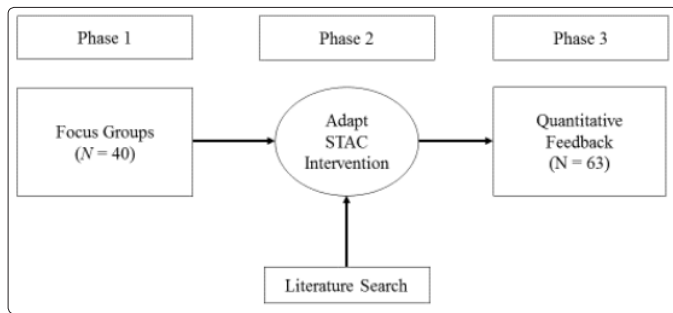 Phase 1
Phase 2
Phase 3
Focus Groups
(N = 40)
Adapt
STAC
Intervention
Quantitative
Feedback
(N = 63)
Literature Search